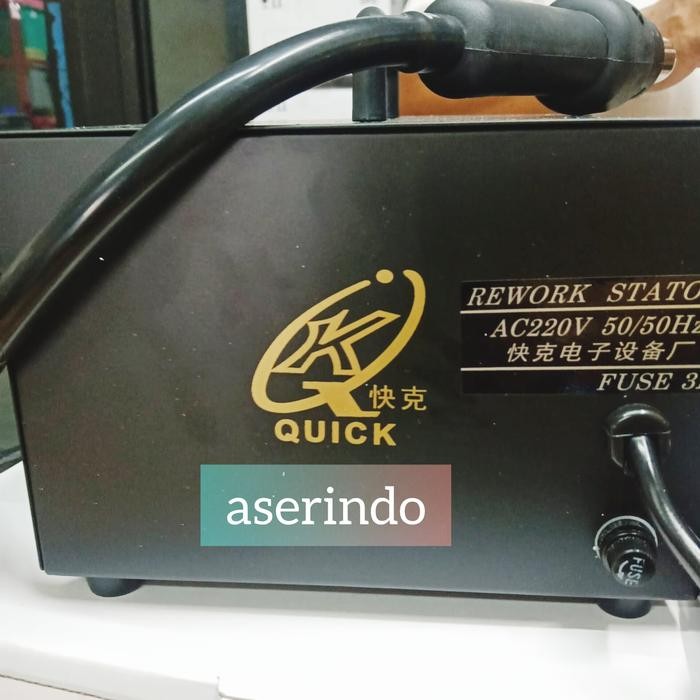 REWORK STATO
AC220V 50/50Hz
快克电子设备厂
FUSE 3
快克
QUICK
aserindo
FUSE